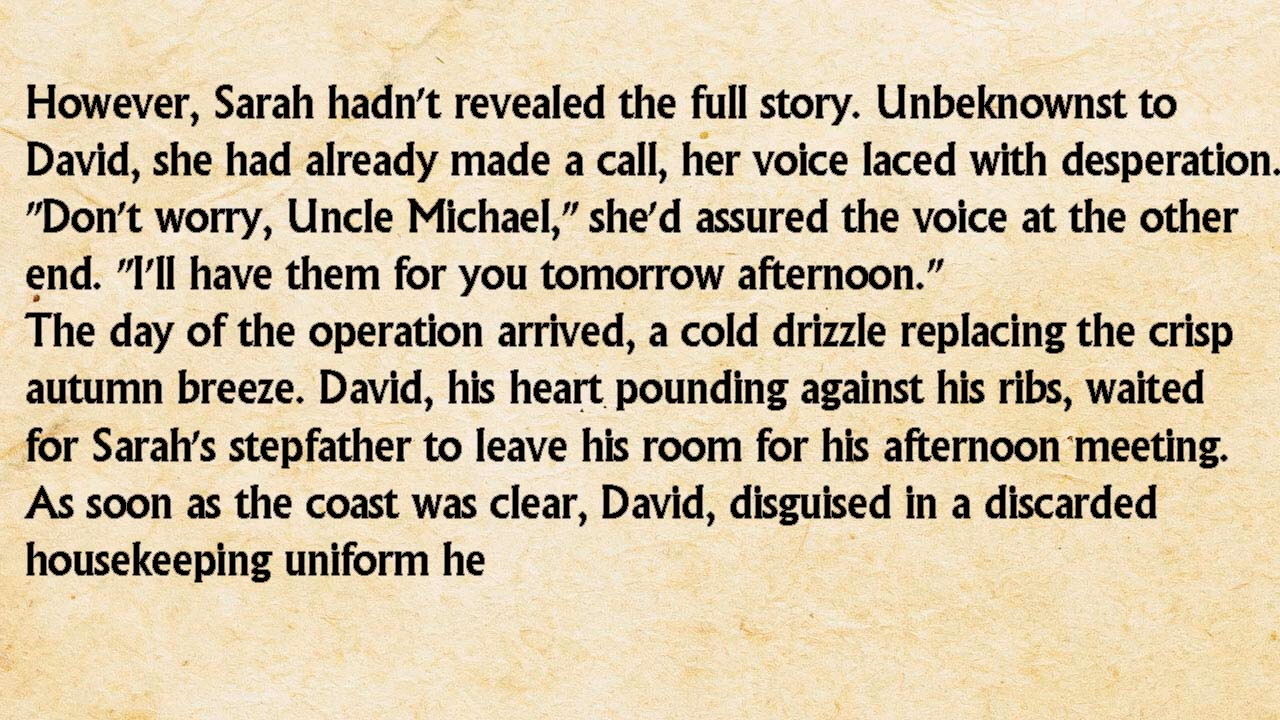 However, Sarah hadn't revealed the full story. Unbeknownst to
David, she had already made a call, her voice laced with desperation.
"Don't worry, Uncle Michael," she'd assured the voice at the other
end. "I'll have them for you tomorrow afternoon."
The day of the operation arrived, a cold drizzle replacing the crisp
autumn breeze. David, his heart pounding against his ribs, waited
for Sarah's stepfather to leave his room for his afternoon meeting.
As soon as the coast was clear, David, disguised in a discarded
housekeeping uniform he